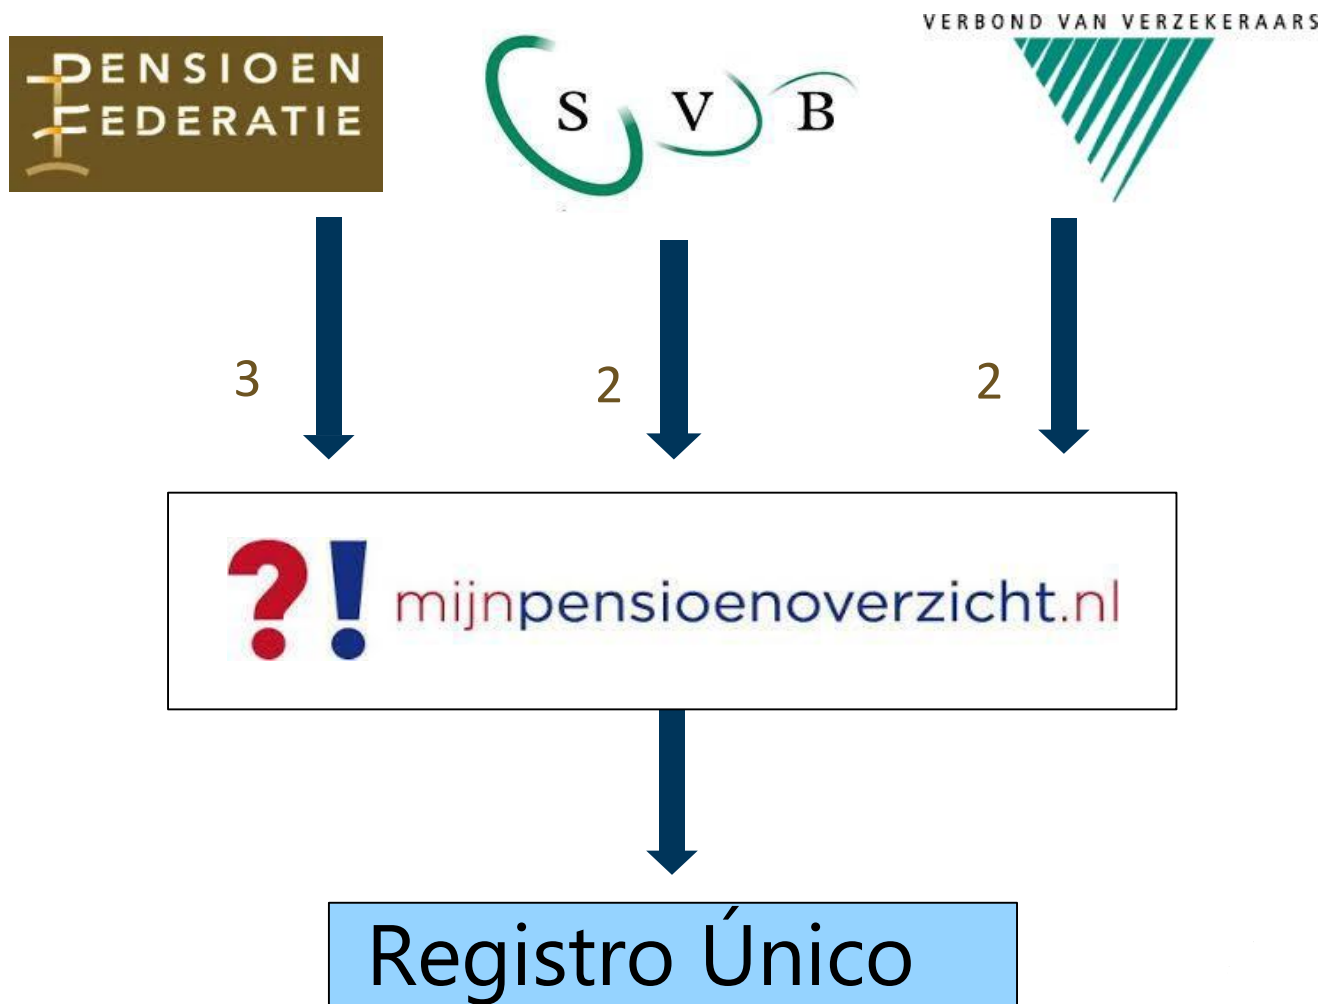 VERBOND VAN VERZEKERAARS
PENSIOEN
FEDERATIE
S V B
3
2
2
?! mijnpensioenoverzicht.nl
Registro Único